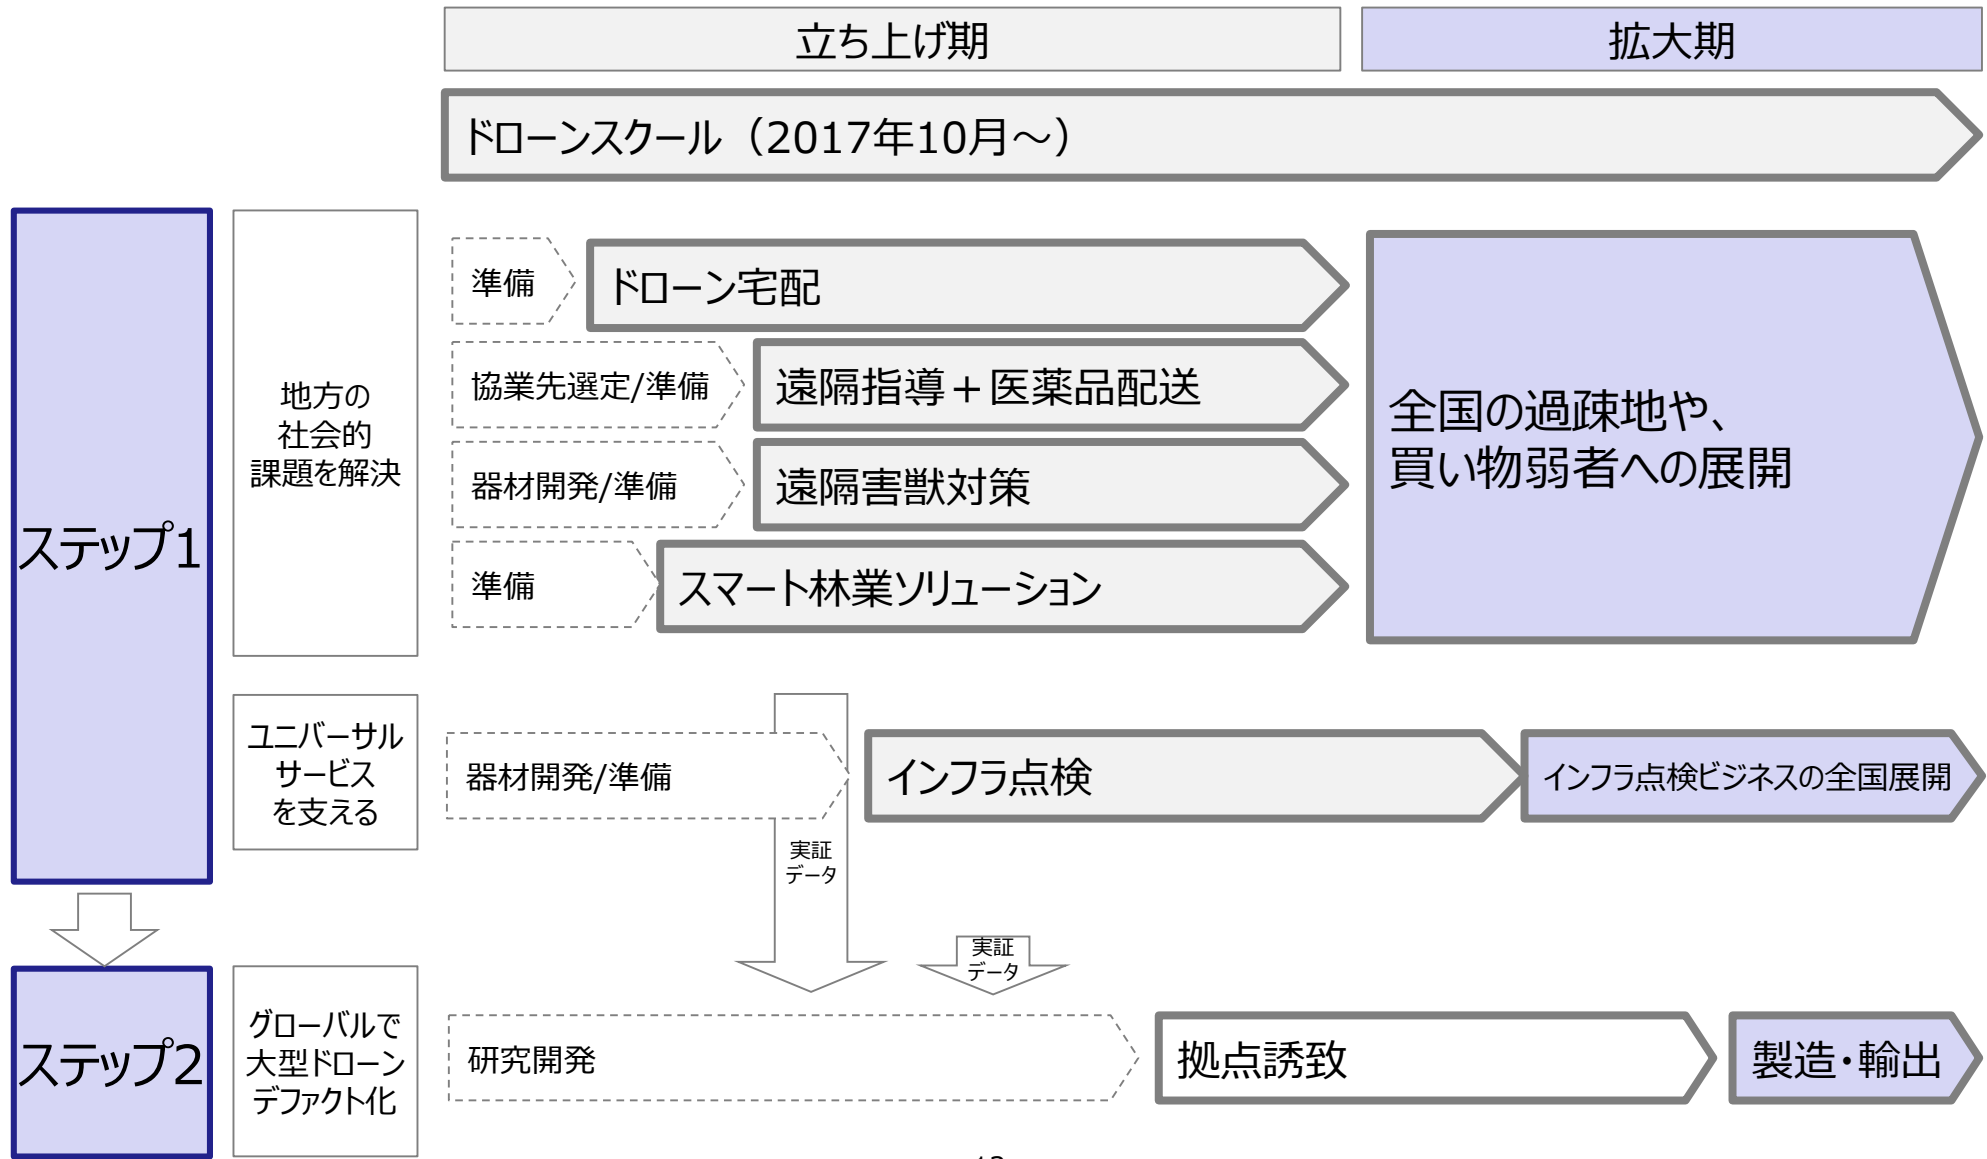 立ち上げ期
拡大期
ドローンスクール（2017年10月～）
ステップ1
地方の
社会的
課題を解決
準備
ドローン宅配
協業先選定/準備
遠隔指導＋医薬品配送
器材開発/準備
遠隔害獣対策
準備
スマート林業ソリューション
全国の過疎地や、
買い物弱者への展開
ユニバーサル
サービス
を支える
器材開発/準備
インフラ点検
インフラ点検ビジネスの全国展開
実証
データ
実証
データ
ステップ2
グローバルで
大型ドローン
デファクト化
研究開発
拠点誘致
製造・輸出